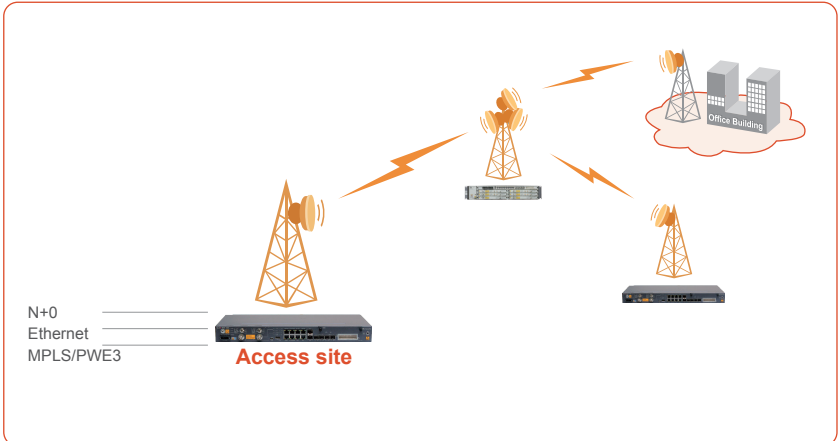 Office Building
N+0
Ethernet
MPLS/PWE3
Access site